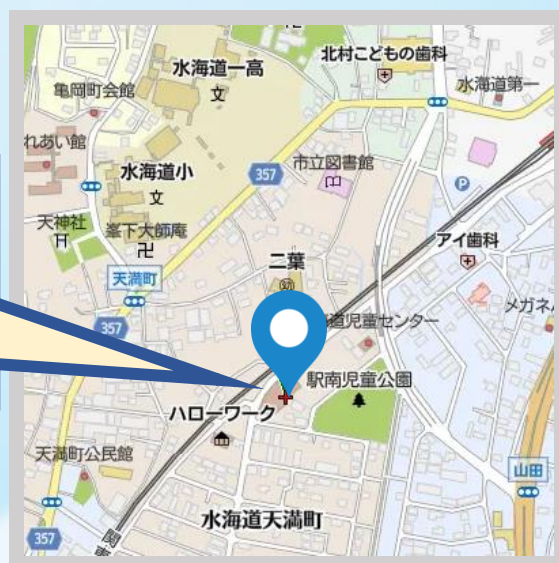 水海道一高
北村こどもの歯科
亀岡町会館
水海道第一
れあい館
市立図書館
357
水海道小
P
天神社
峯下大師庵
アイ歯科
二葉
天満町
メガネ
357
道児童センター
駅南児童公園
ハローワーク
天満町公民館
山田
水海道天満町
357
関東